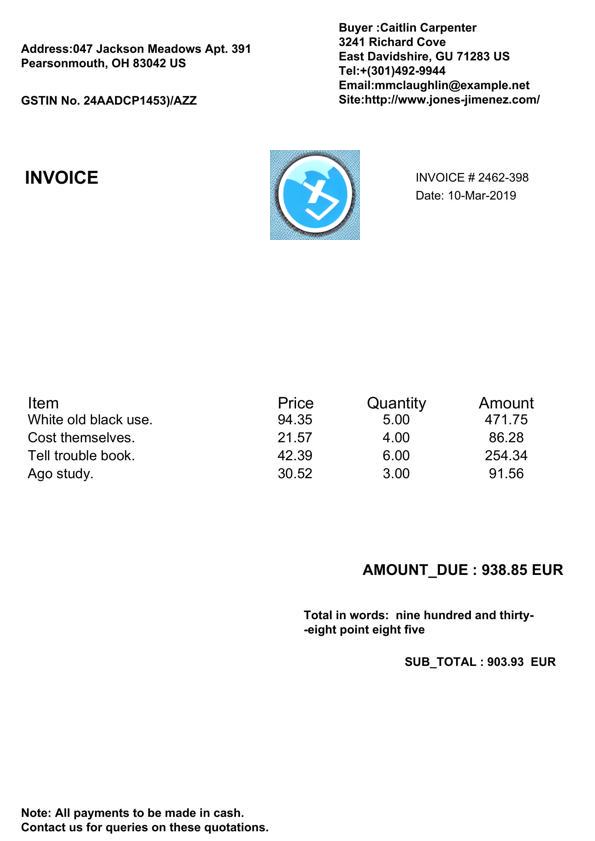 Address:047 Jackson Meadows Apt. 391
Pearsonmouth, OH 83042 US
GSTIN No. 24AADCP1453)/AZZ
Buyer :Caitlin Carpenter
3241 Richard Cove
East Davidshire, GU 71283 US
Tel:+(301)492-9944
Email:mmclaughlin@example.net
Site:http://www.jones-jimenez.com/
INVOICE
INVOICE # 2462-398
Date: 10-Mar-2019
Item Price Quantity Amount
White old black use. 94.35 5.00 471.75
Cost themselves. 21.57 4.00 86.28
Tell trouble book. 42.39 6.00 254.34
Ago study. 30.52 3.00 91.56
AMOUNT_DUE : 938.85 EUR
Total in words:  nine hundred and thirty-
-eight point eight five
SUB_TOTAL : 903.93  EUR
Note: All payments to be made in cash.
Contact us for queries on these quotations.